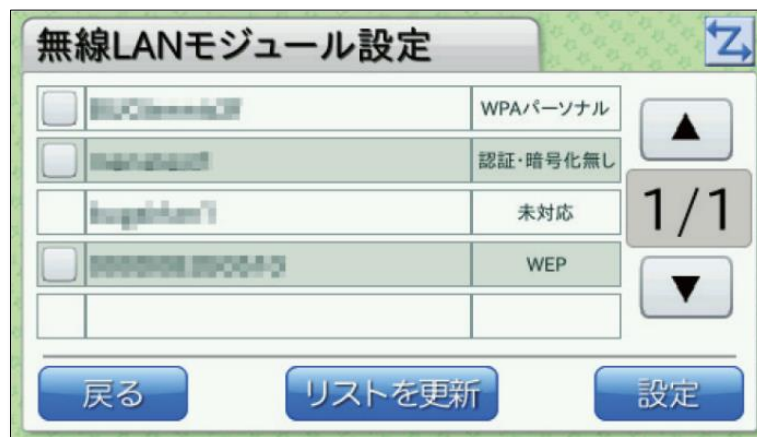 無線LANモジュール設定
Z
WPAパーソナル
認証・暗号化無し
未対応
WEP
▲
1/1
▼
戻る
リストを更新
設定